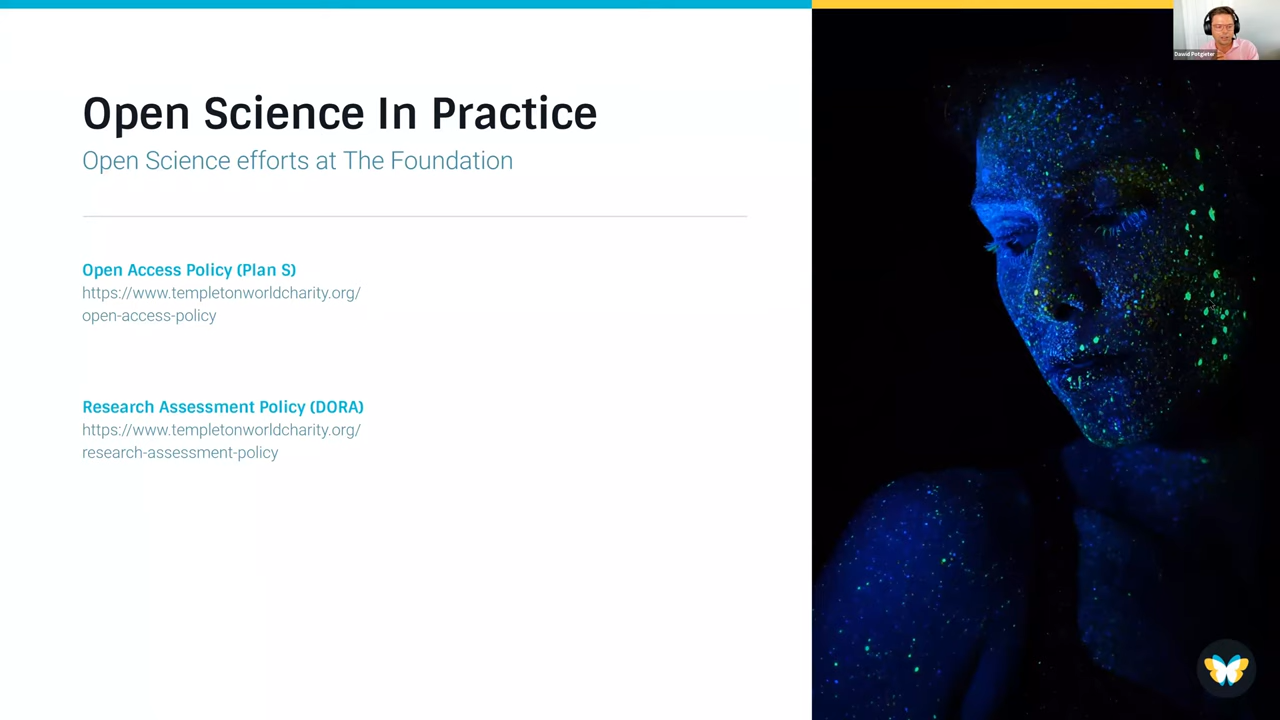 Open Science In Practice
Open Science efforts at The Foundation
Open Access Policy (Plan S)
https://www.templetonworldcharity.org/
open-access-policy
Research Assessment Policy (DORA)
https://www.templetonworldcharity.org/
research-assessment-policy
Dawid Potgieter